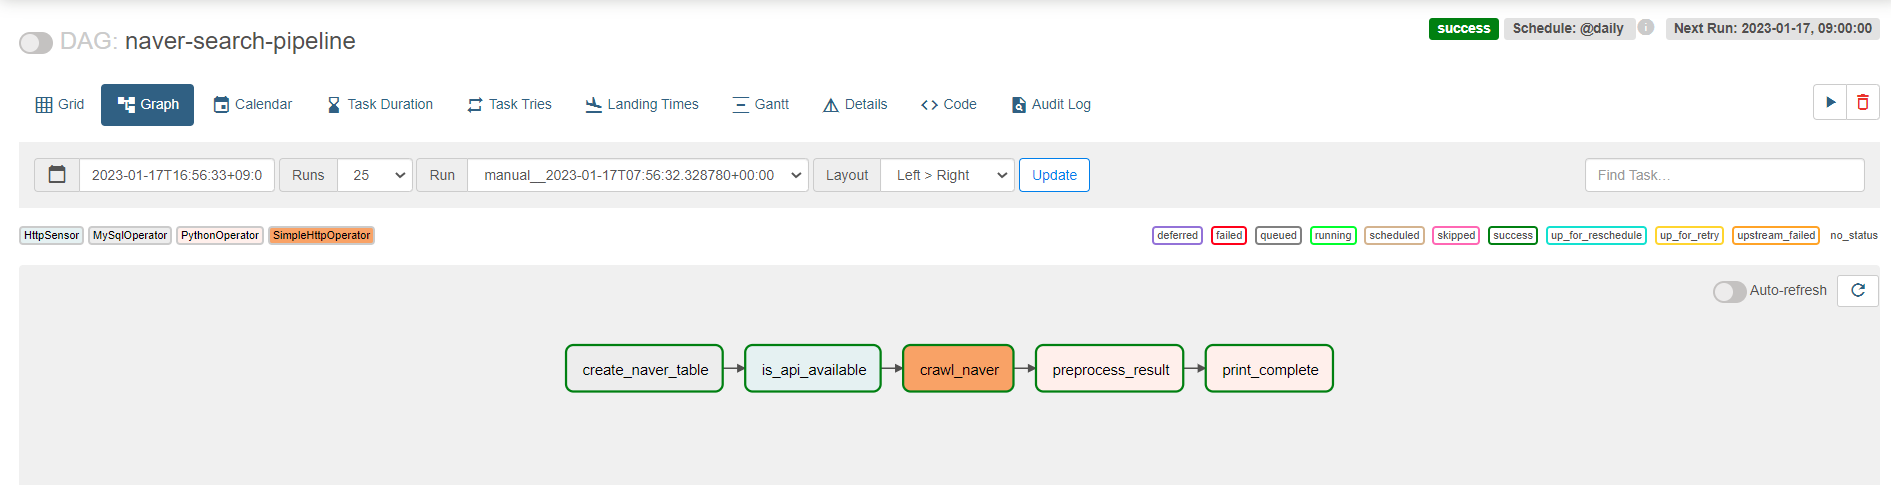 DAG: naver-search-pipeline
success Schedule: @daily i Next Run: 2023-01-17, 09:00:00
Grid Graph Calendar Task Duration Task Tries Landing Times Gantt Details Code Audit Log
2023-01-17T16:56:33+09:0 Runs 25 Run manual__2023-01-17T07:56:32.328780+00:00 Layout Left > Right Update Find Task...
HttpSensor MySqlOperator PythonOperator SimpleHttpOperator deferred failed queued running scheduled skipped success up_for_reschedule up_for_retry upstream_failed no_status
Auto-refresh
create_naver_table is_api_available crawl_naver preprocess_result print_complete